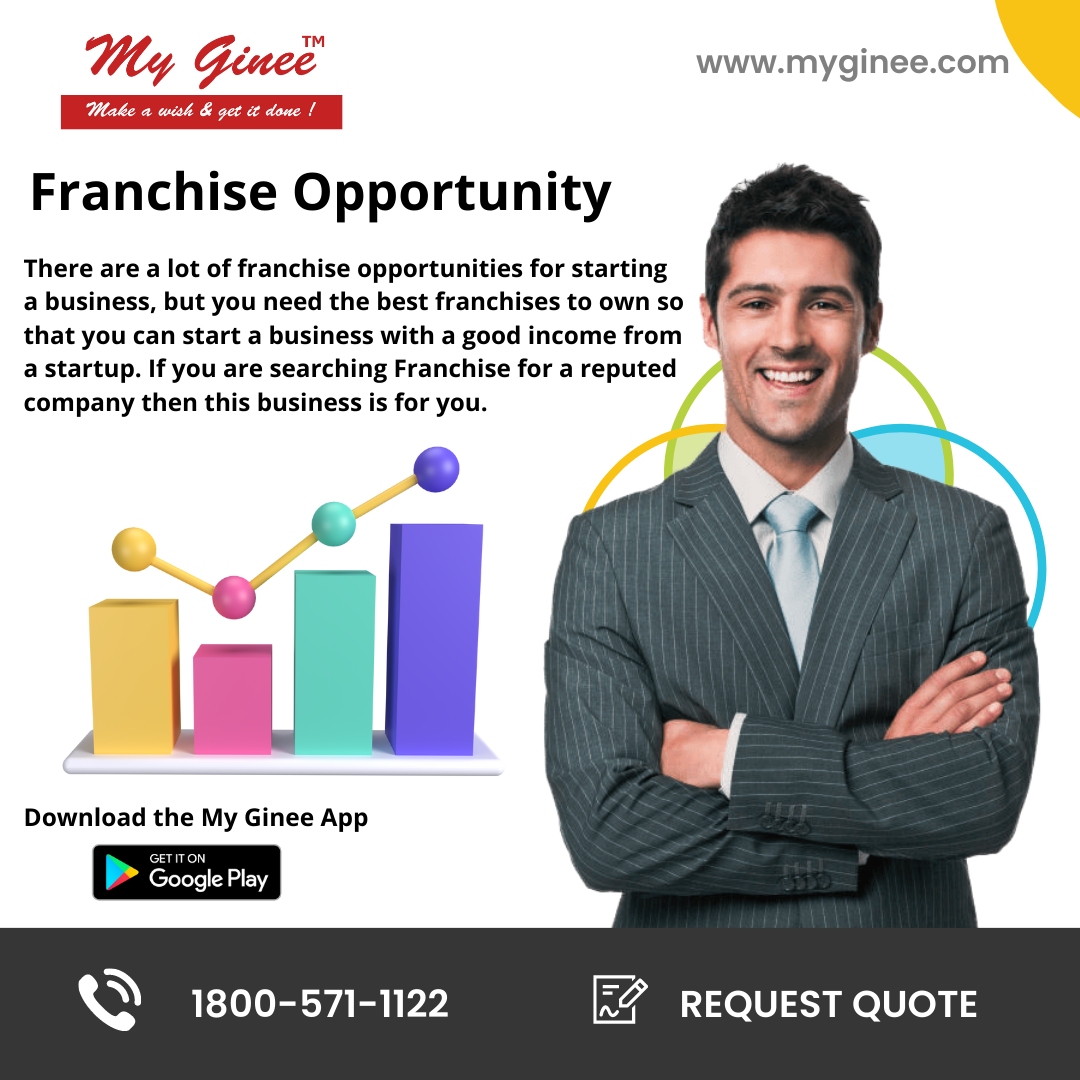 My Ginee™
Make a wish & get it done !
www.myginee.com
Franchise Opportunity
There are a lot of franchise opportunities for starting
a business, but you need the best franchises to own so
that you can start a business with a good income from
a startup. If you are searching Franchise for a reputed
company then this business is for you.
Download the My Ginee App
GET IT ON
Google Play
1800-571-1122
REQUEST QUOTE